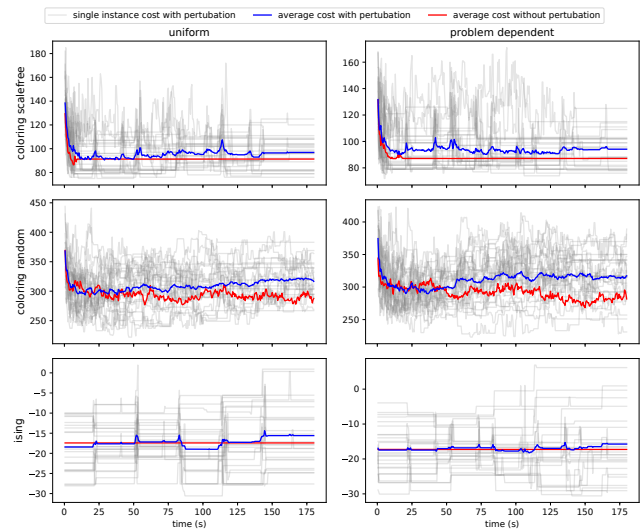 single instance cost with pertubation
average cost with pertubation
average cost without pertubation
uniform
problem dependent
coloring scalefree
180
160
140
120
100
80
160
140
120
100
80
coloring random
450
400
350
300
250
400
350
300
250
ising
0
−5
−10
−15
−20
−25
−30
0
−10
−20
−30
0 25 50 75 100 125 150 175
0 25 50 75 100 125 150 175
time (s)
time (s)